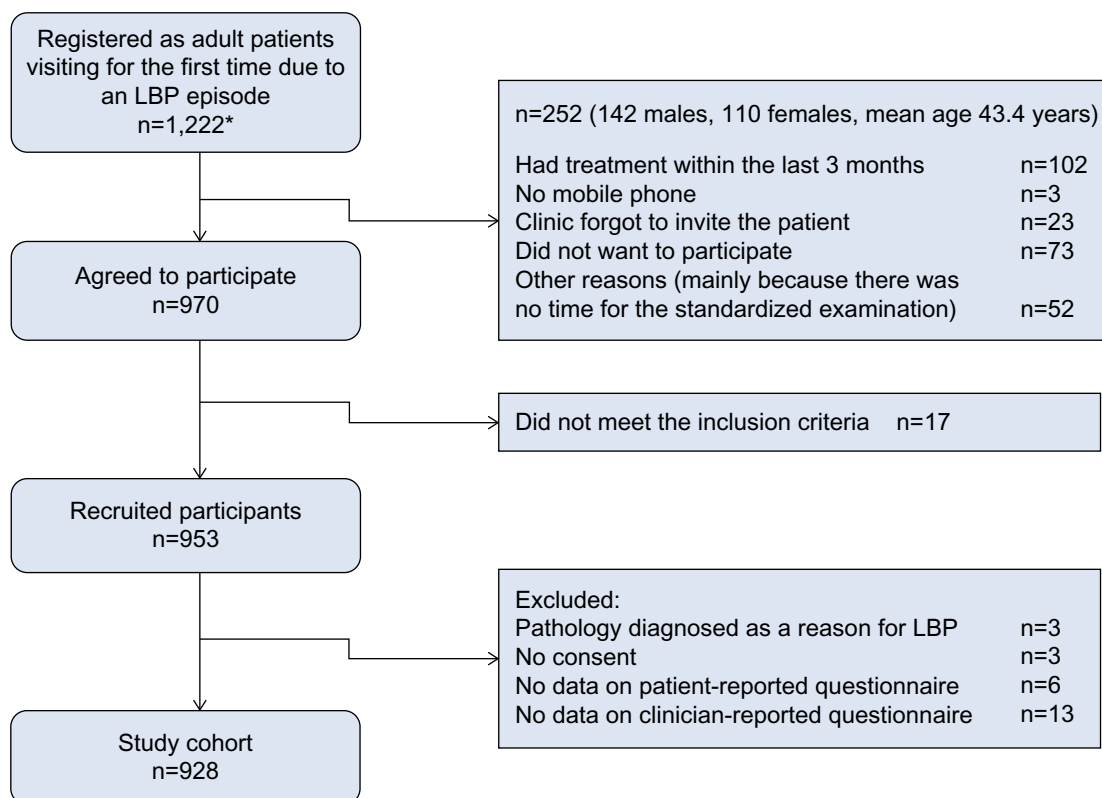 Registered as adult patients
visiting for the first time due to
an LBP episode
n=1,222*
n=252 (142 males, 110 females, mean age 43.4 years)
Had treatment within the last 3 months n=102
No mobile phone n=3
Clinic forgot to invite the patient n=23
Did not want to participate n=73
Other reasons (mainly because there was
no time for the standardized examination) n=52
Agreed to participate
n=970
Did not meet the inclusion criteria n=17
Recruited participants
n=953
Excluded:
Pathology diagnosed as a reason for LBP n=3
No consent n=3
No data on patient-reported questionnaire n=6
No data on clinician-reported questionnaire n=13
Study cohort
n=928